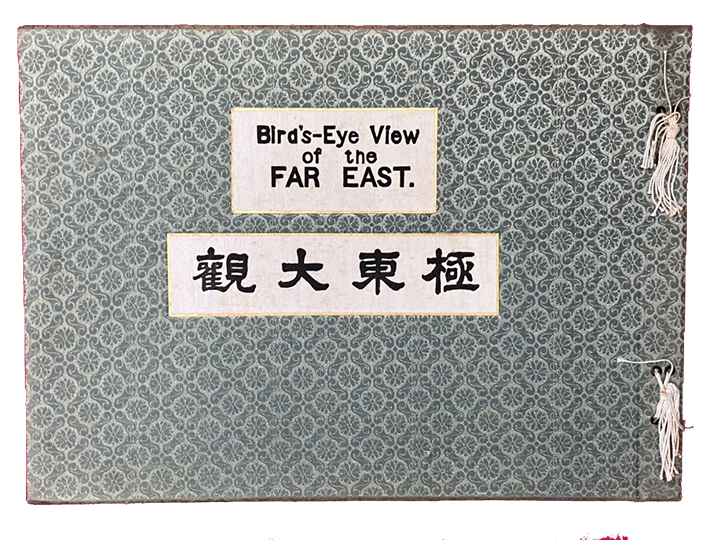 Bird's-Eye View
of the
FAR EAST.
極東大觀